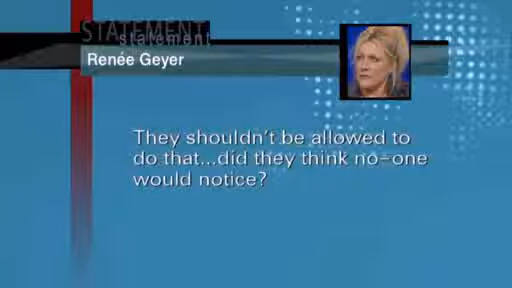 STATEMENT
statement
Renée Geyer
They shouldn't be allowed to
do that...did they think no-one
would notice?